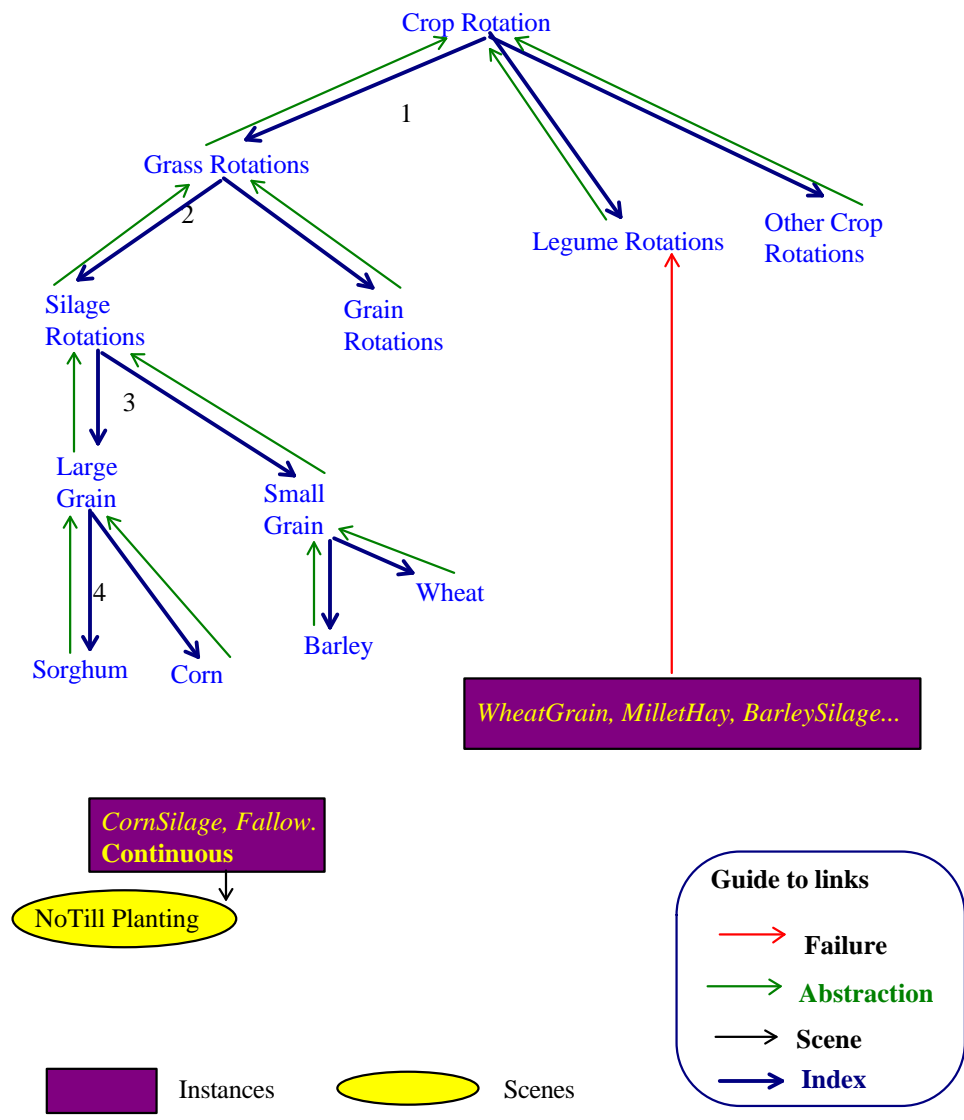 Crop Rotation
1
Grass Rotations
2
Legume Rotations
Other Crop
Rotations
Silage
Rotations
Grain
Rotations
3
Large
Grain
Small
Grain
4
Wheat
Barley
Sorghum
Corn
WheatGrain, MilletHay, BarleySilage...
CornSilage, Fallow.
Continuous
NoTill Planting
Guide to links
Failure
Abstraction
Scene
Index
Instances
Scenes